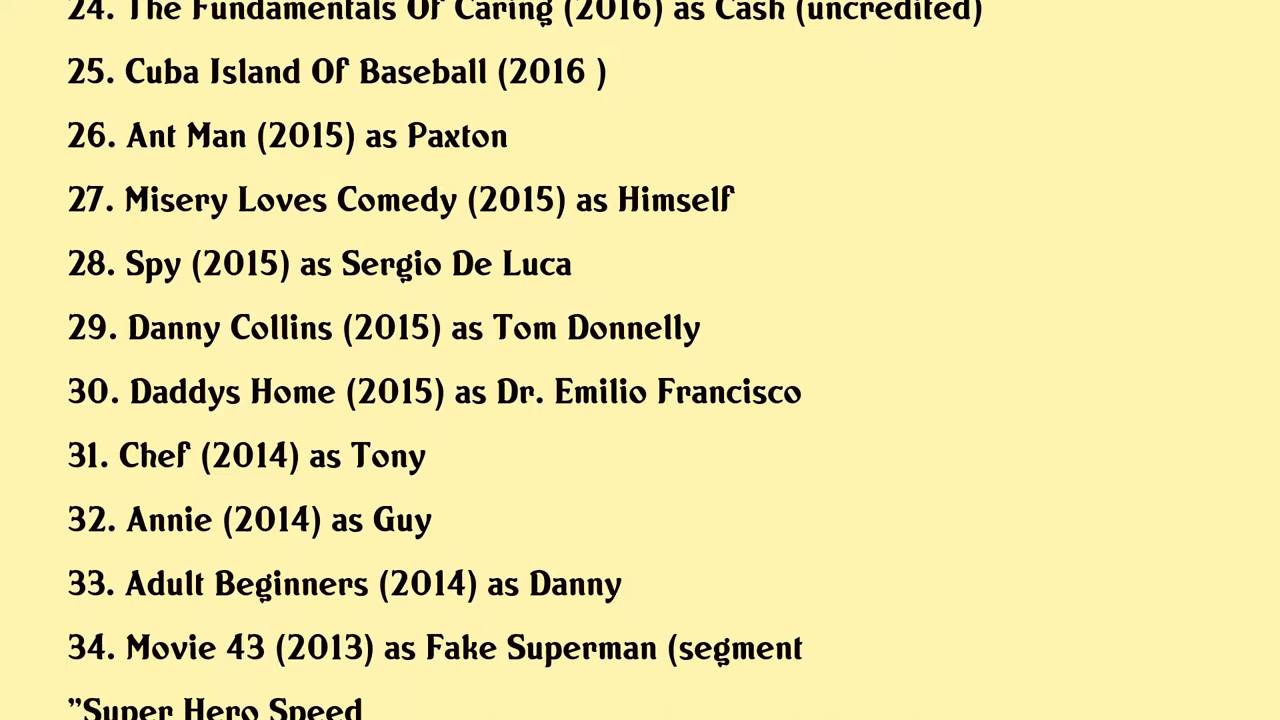 24. The Fundamentals Of Caring (2016) as Cash (uncredited)
25. Cuba Island Of Baseball (2016 )
26. Ant Man (2015) as Paxton
27. Misery Loves Comedy (2015) as Himself
28. Spy (2015) as Sergio De Luca
29. Danny Collins (2015) as Tom Donnelly
30. Daddys Home (2015) as Dr. Emilio Francisco
31. Chef (2014) as Tony
32. Annie (2014) as Guy
33. Adult Beginners (2014) as Danny
34. Movie 43 (2013) as Fake Superman (segment
”Super Hero Speed